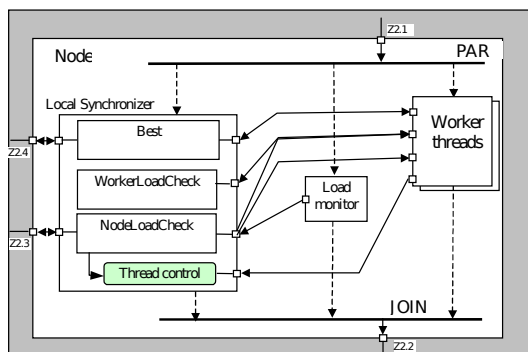 Z2.1
Node
PAR
Local Synchronizer
Best
Worker
threads
Z2.4
WorkerLoadCheck
Load
monitor
NodeLoadCheck
Z2.3
Thread control
JOIN
Z2.2